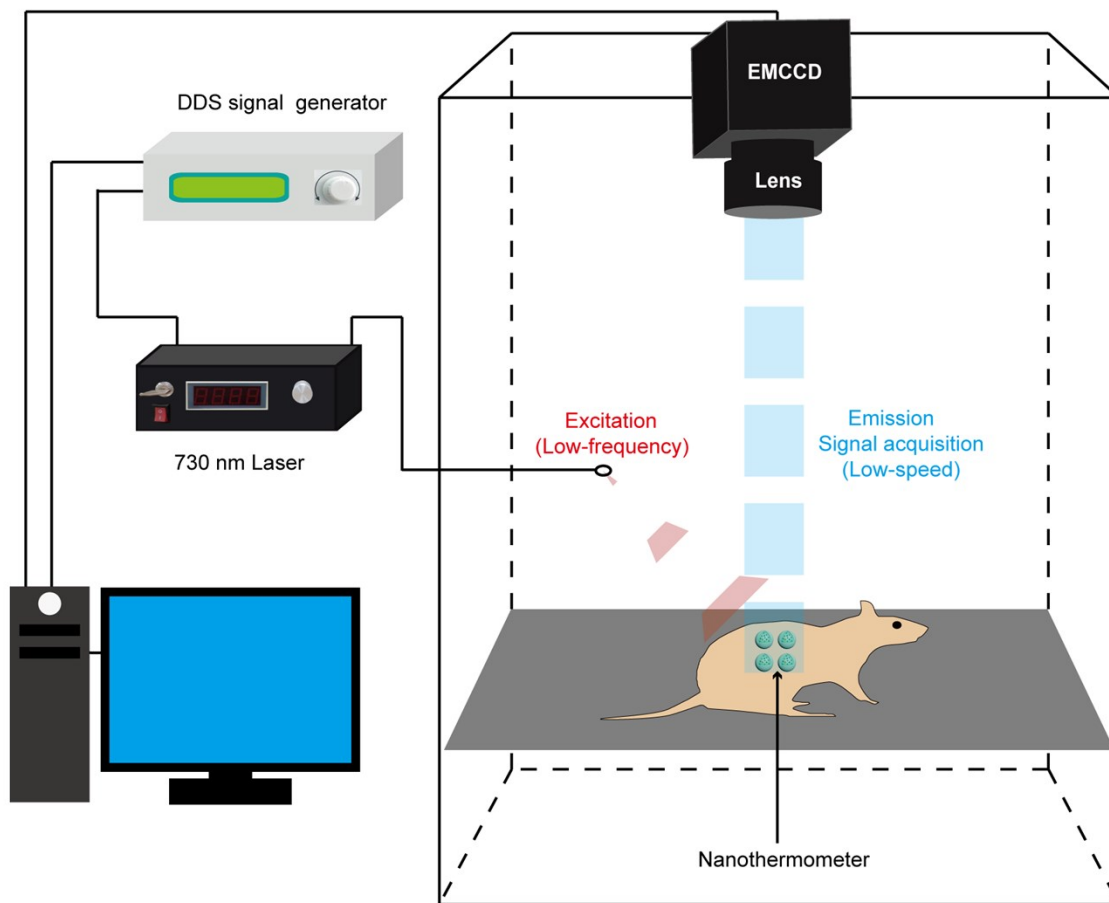 EMCCD
DDS signal generator
Lens
Excitation
(Low-frequency)
Emission
Signal acquisition
(Low-speed)
730 nm Laser
Nanothermometer